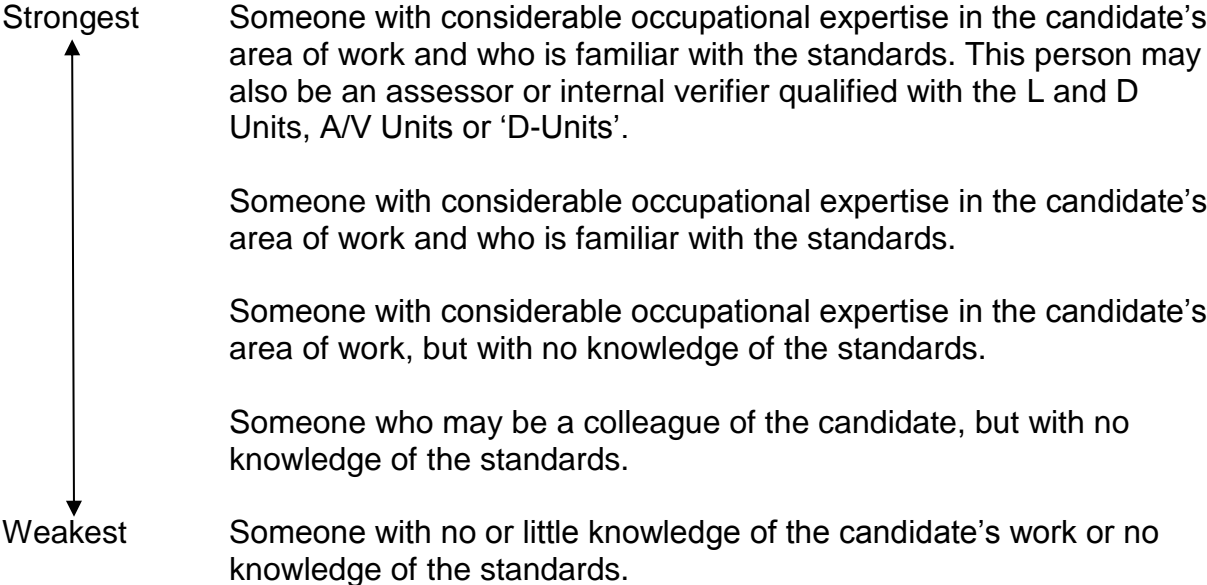 Strongest Someone with considerable occupational expertise in the candidate’s
area of work and who is familiar with the standards. This person may
also be an assessor or internal verifier qualified with the L and D
Units, A/V Units or ‘D-Units’.
Someone with considerable occupational expertise in the candidate’s
area of work and who is familiar with the standards.
Someone with considerable occupational expertise in the candidate’s
area of work, but with no knowledge of the standards.
Someone who may be a colleague of the candidate, but with no
knowledge of the standards.
Weakest Someone with no or little knowledge of the candidate’s work or no
knowledge of the standards.